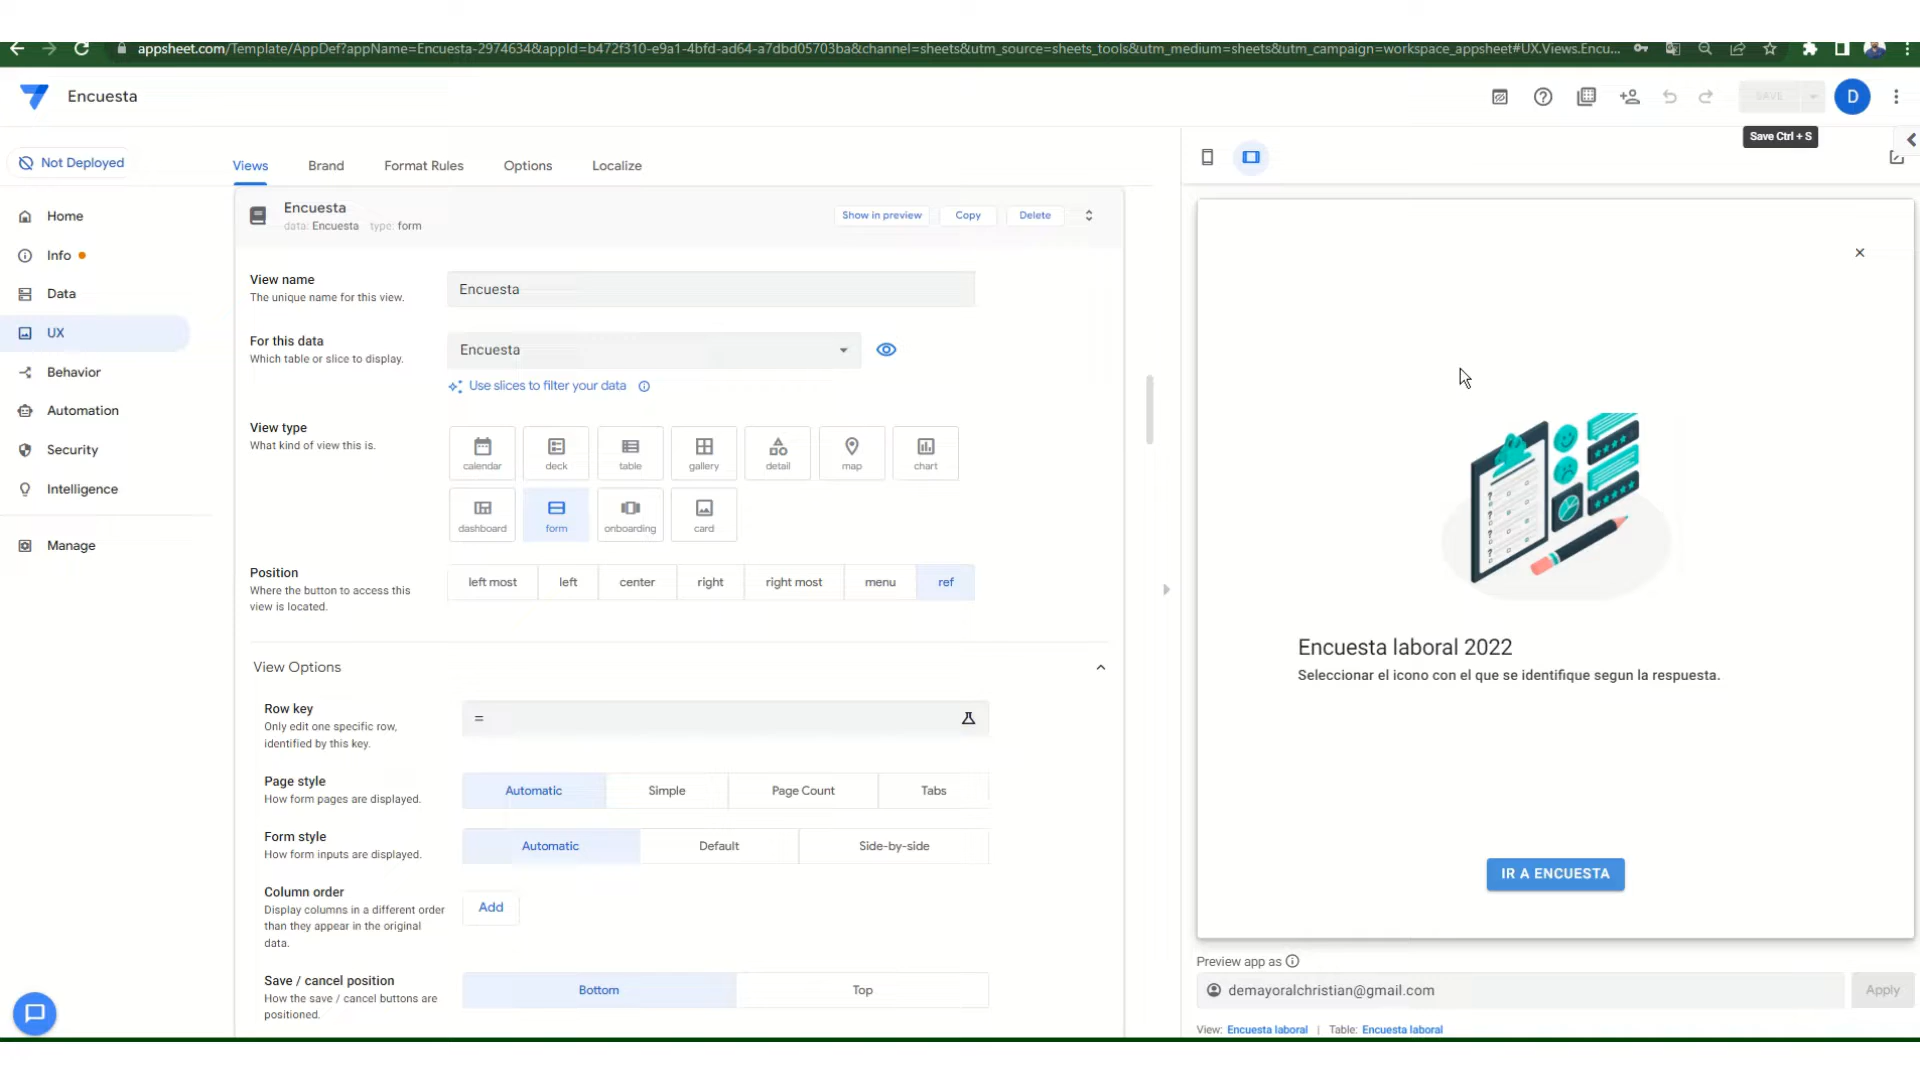 appsheet.com/Template/AppDef?appName=Encuesta-2974634&appId=b472f310-e9a1-4bfd-ad64-a7dbd05703ba&channel=sheets&utm_source=sheets_tools&utm_medium=sheets&utm_campaign=workspace_appsheet#UX.Views.Encu...
Encuesta
SAVE
D
Save Ctrl + S
Not Deployed
Views
Brand
Format Rules
Options
Localize
Home
Info
Data
UX
Behavior
Automation
Security
Intelligence
Manage
Encuesta
data: Encuesta type: form
Show in preview
Copy
Delete
View name
The unique name for this view.
Encuesta
For this data
Which table or slice to display.
Encuesta
Use slices to filter your data
View type
What kind of view this is.
calendar
deck
table
gallery
detail
map
chart
dashboard
form
onboarding
card
Position
Where the button to access this
view is located.
left most
left
center
right
right most
menu
ref
View Options
Row key
Only edit one specific row,
identified by this key.
=
Page style
How form pages are displayed.
Automatic
Simple
Page Count
Tabs
Form style
How form inputs are displayed.
Automatic
Default
Side-by-side
Column order
Display columns in a different order
than they appear in the original
data.
Add
Save / cancel position
How the save / cancel buttons are
positioned.
Bottom
Top
Encuesta laboral 2022
Seleccionar el icono con el que se identifique segun la respuesta.
IR A ENCUESTA
Preview app as
demayoralchristian@gmail.com
Apply
View: Encuesta laboral | Table: Encuesta laboral